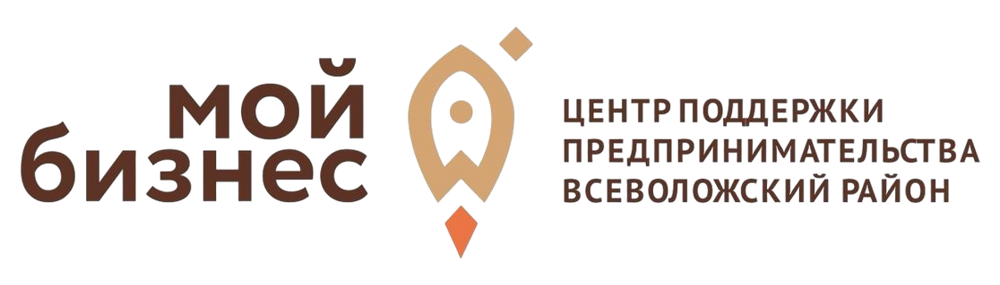 мой
бизнес
ЦЕНТР ПОДДЕРЖКИ
ПРЕДПРИНИМАТЕЛЬСТВА
ВСЕВОЛОЖСКИЙ РАЙОН